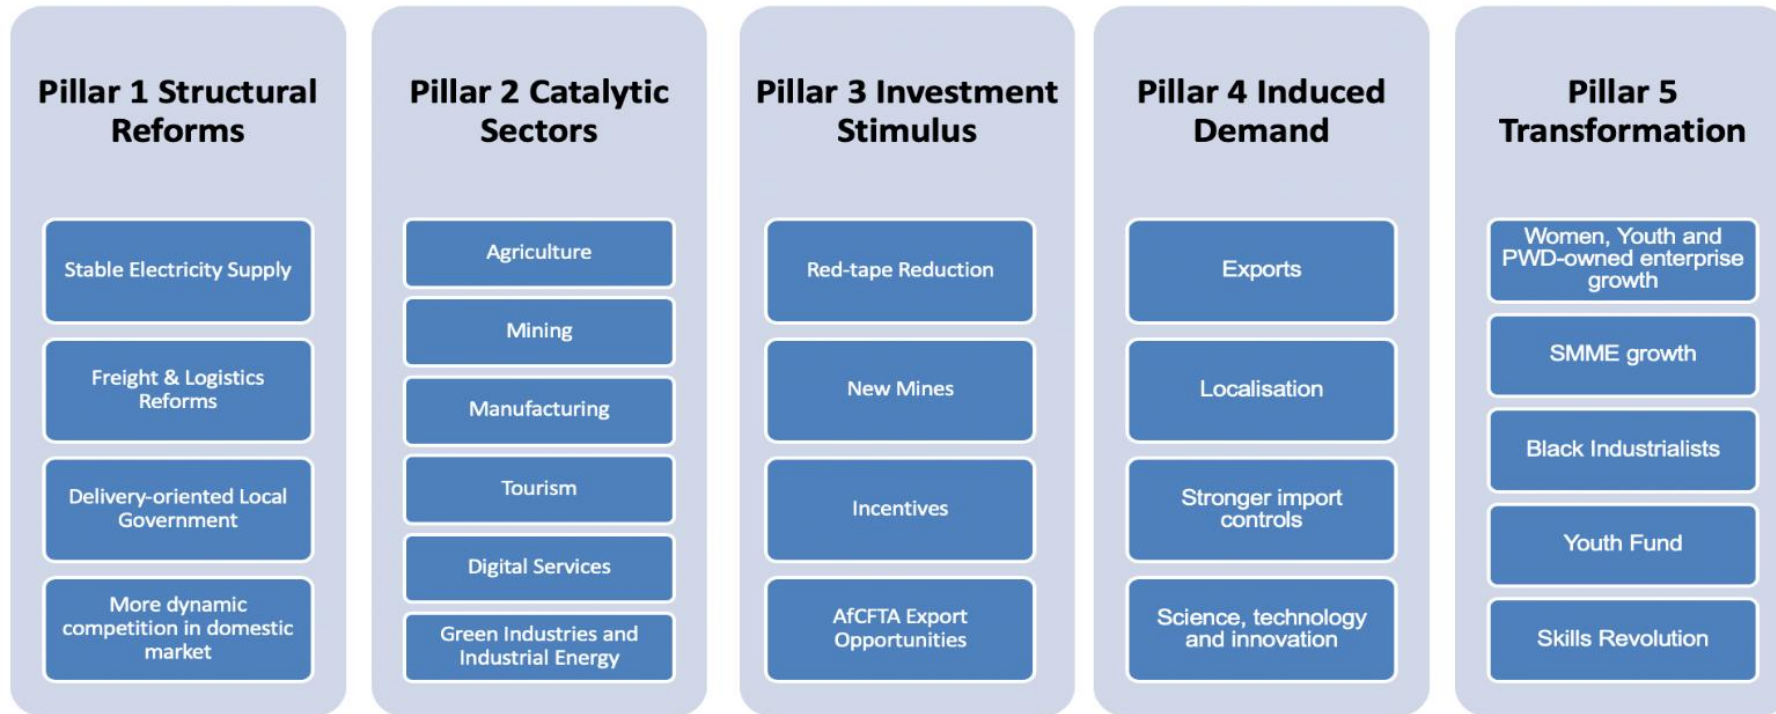 Pillar 1 Structural
Reforms
Stable Electricity Supply
Freight & Logistics
Reforms
Delivery-oriented Local
Government
More dynamic
competition in domestic
market
Pillar 2 Catalytic
Sectors
Agriculture
Mining
Manufacturing
Tourism
Digital Services
Green Industries and
Industrial Energy
Pillar 3 Investment
Stimulus
Red-tape Reduction
New Mines
Incentives
AfCFTA Export
Opportunities
Pillar 4 Induced
Demand
Exports
Localisation
Stronger import
controls
Science, technology
and innovation
Pillar 5
Transformation
Women, Youth and
PWD-owned enterprise
growth
SMME growth
Black Industrialists
Youth Fund
Skills Revolution